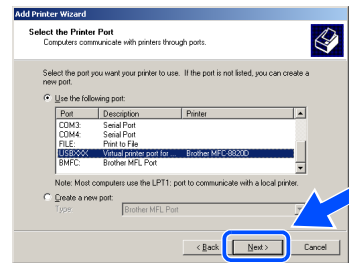 Add Printer Wizard
Select the Printer Port
Computers communicate with printers through ports.
Select the port you want your printer to use. If the port is not listed, you can create a
new port.
Use the following port:
Port Description Printer
COM3: Serial Port
COM4: Serial Port
FILE: Print to File
USBXXX Virtual printer port for ... Brother MFC-8820D
BMFC: Brother MFL Port
Note: Most computers use the LPT1: port to communicate with a local printer.
Create a new port:
Type: Brother MFL Port
< Back Next > Cancel